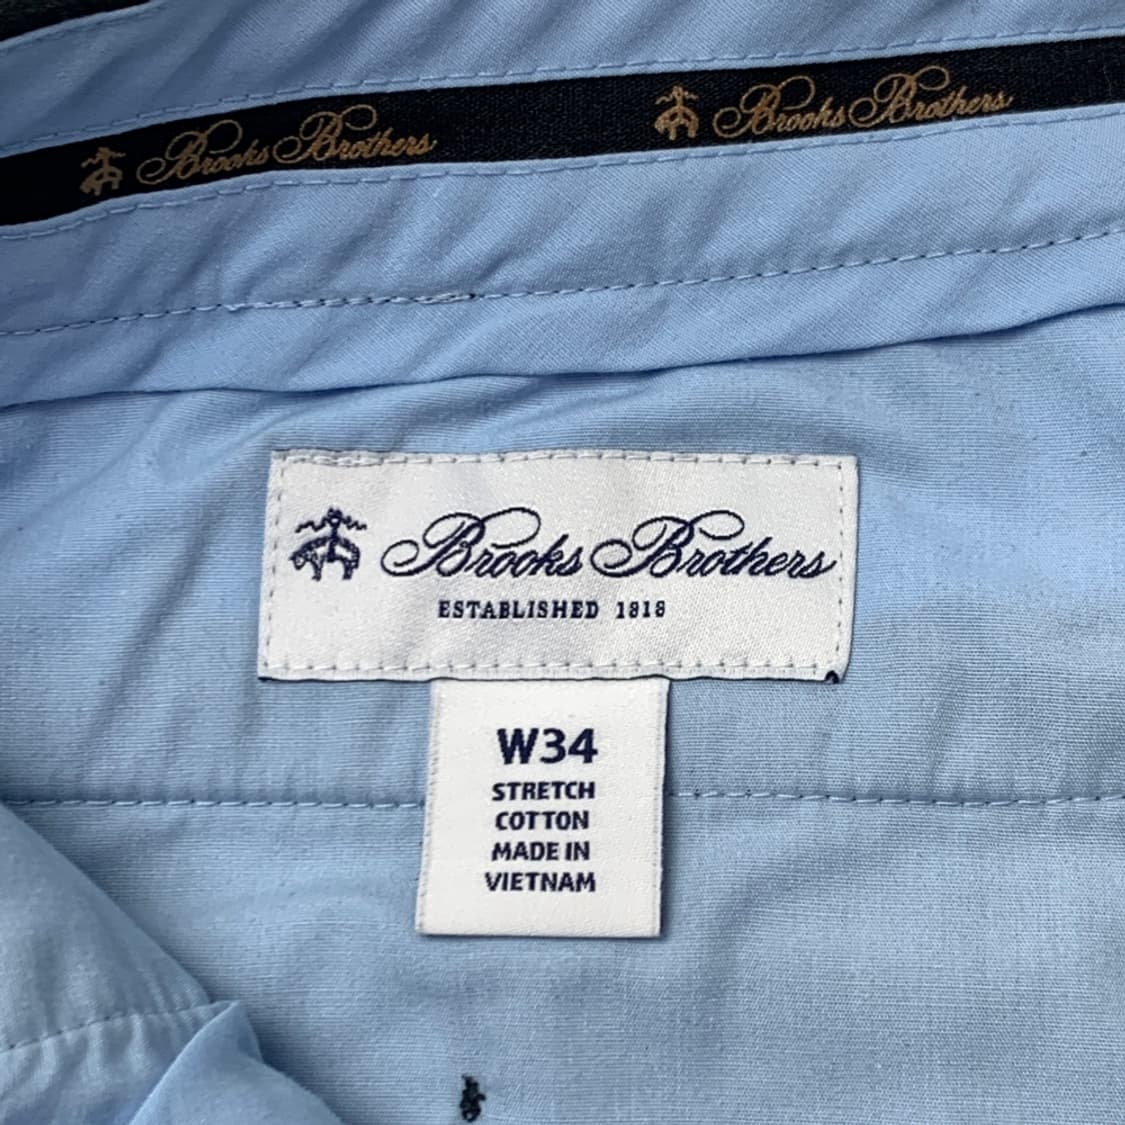 Brooks Brothers Brooks Brothers
Brooks Brothers
ESTABLISHED 1818
W34
STRETCH
COTTON
MADE IN
VIETNAM